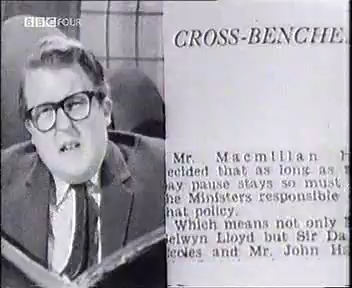 BBC FOUR
CROSS-BENCHE
Mr. Macmillan H
ecided that as long as
ay pause stays so must
he Ministers responsible
hat policy.
Which means not only
elwyn Lloyd but Sir Da
ccles and Mr. John Ha